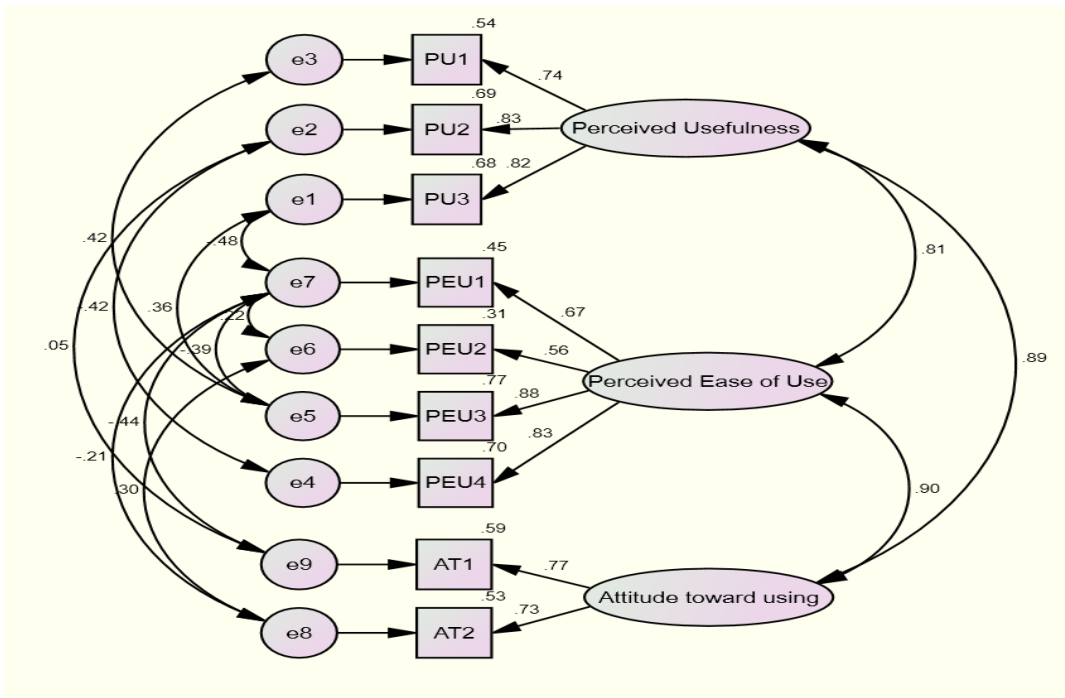 .54
e3
PU1
.74
.69
e2
PU2
.83
Perceived Usefulness
.68
.82
e1
PU3
.42
-.48
.45
.81
e7
PEU1
.42
.36
.22
.31
.67
.05
-.39
e6
PEU2
.56
.89
.77
Perceived Ease of Use
.88
e5
PEU3
-.44
.70
.83
-.21
e4
PEU4
.30
.90
.59
e9
AT1
.77
.53
Attitude toward using
.73
e8
AT2